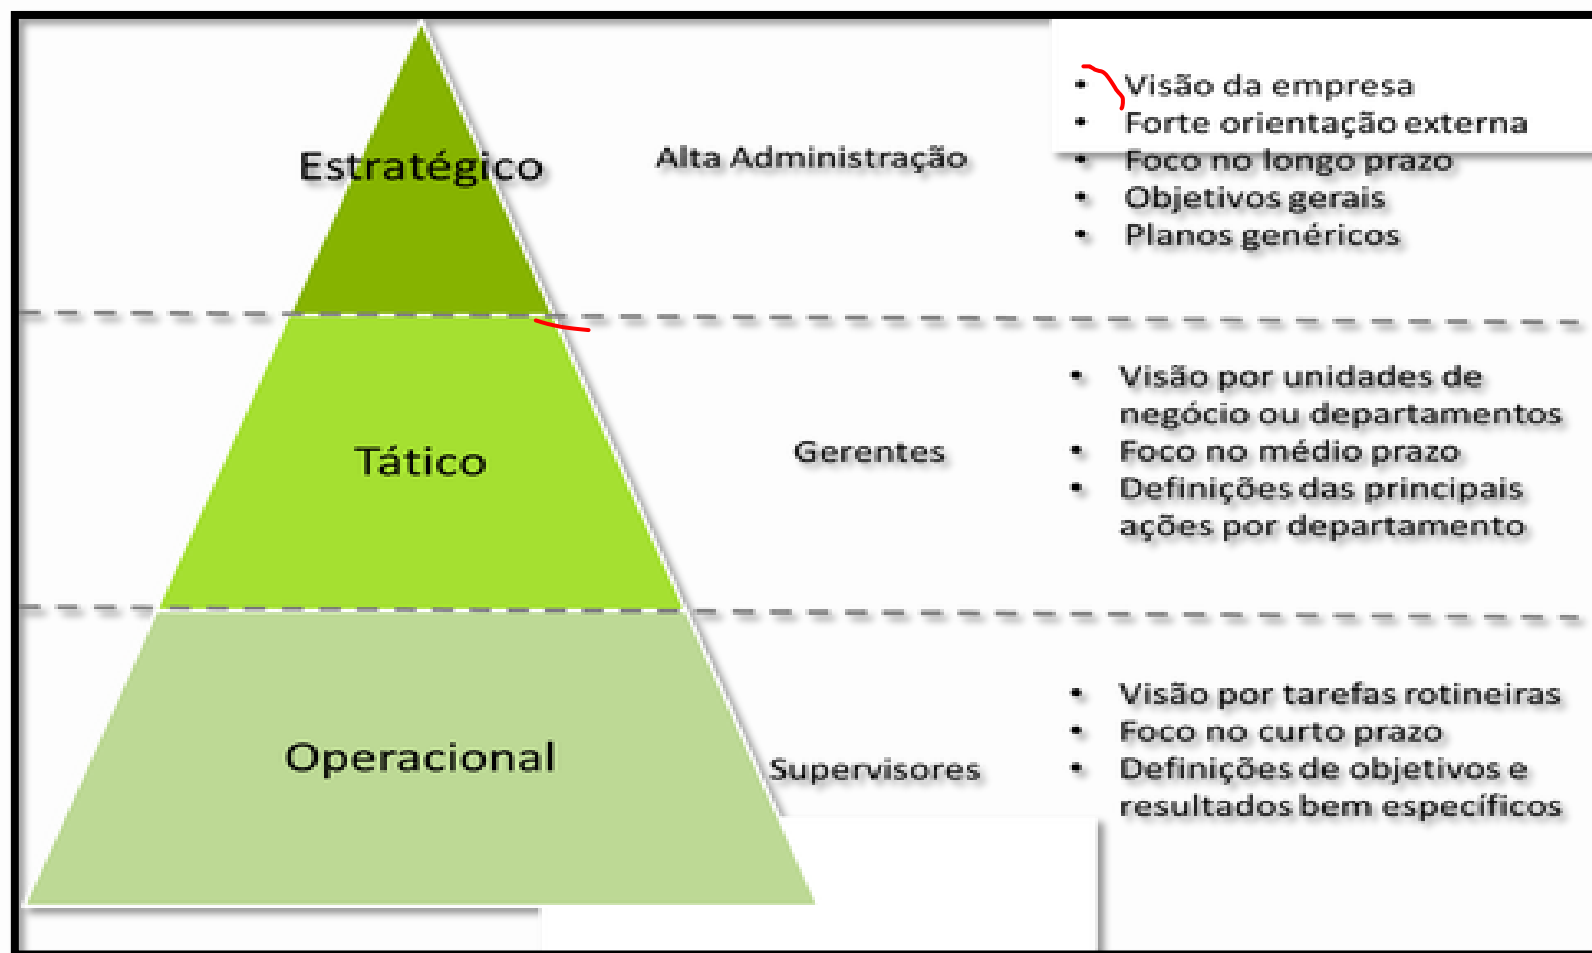 Estratégico
Alta Administração
• Visão da empresa
• Forte orientação externa
• Foco no longo prazo
• Objetivos gerais
• Planos genéricos
Tático
Gerentes
• Visão por unidades de
negócio ou departamentos
• Foco no médio prazo
• Definições das principais
ações por departamento
Operacional
Supervisores
• Visão por tarefas rotineiras
• Foco no curto prazo
• Definições de objetivos e
resultados bem específicos